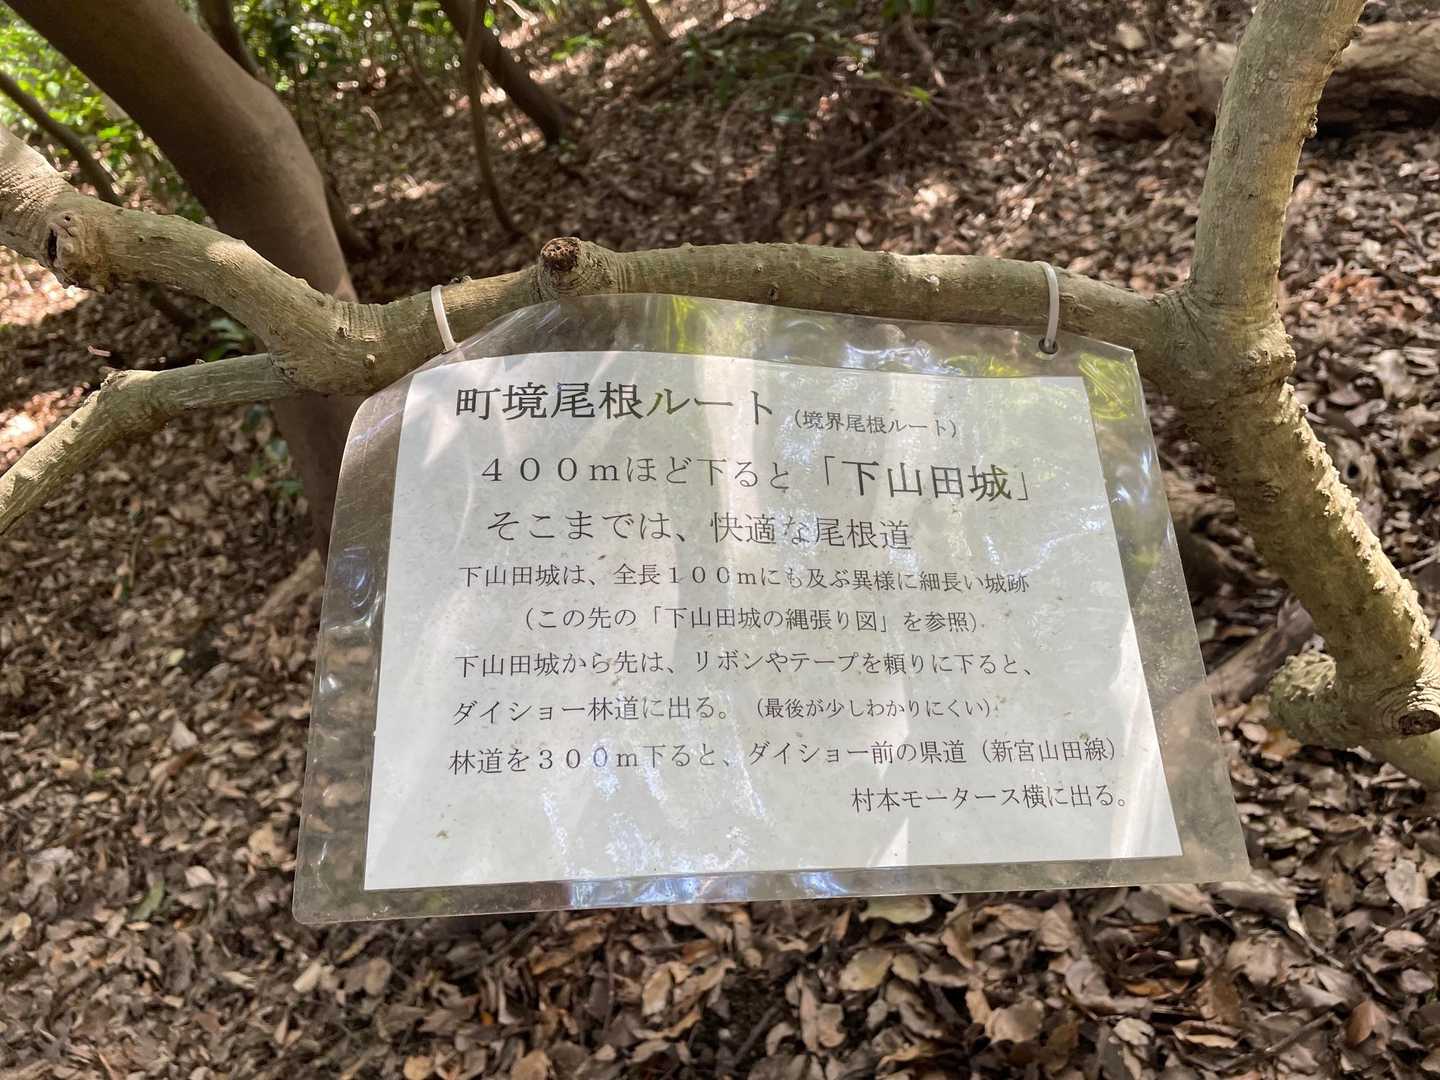 町境尾根ルート（境界尾根ルート）
４００ｍほど下ると「下山田城」
そこまでは、快適な尾根道
下山田城は、全長１００ｍにも及ぶ異様に細長い城跡
（この先の「下山田城の縄張り図」を参照）
下山田城から先は、リボンやテープを頼りに下ると、
ダイショー林道に出る。（最後が少しわかりにくい）
林道を３００ｍ下ると、ダイショー前の県道（新宮山田線）
村本モータース横に出る。